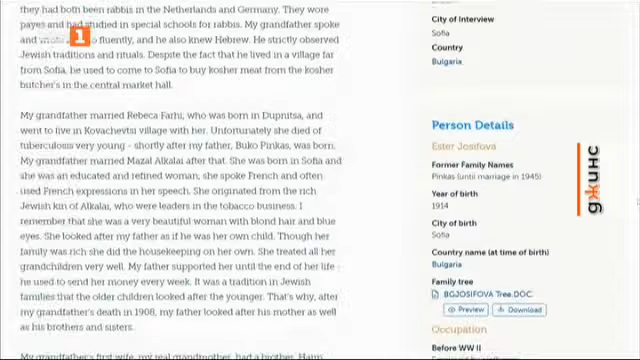 they had both been rabbis in the Netherlands and Germany. They wore
payes and had studied in special schools for rabbis. My grandfather spoke
and fluently, and he also knew Hebrew. He strictly observed
Jewish traditions and rituals. Despite the fact that he lived in a village far
from Sofia, he used to come to Sofia to buy kosher meat from the kosher
butcher's in the central market hall.
My grandfather married Rebeca Farhi, who was born in Dupnitsa, and
went to live in Kovachevtsi village with her. Unfortunately she died of
tuberculosis very young - shortly after my father, Buko Pinkas, was born.
My grandfather married Mazal Alkalai after that. She was born in Sofia and
she was an educated and refined woman, she spoke French and often
used French expressions in her speech. She originated from the rich
Jewish kin of Alkalai, who were leaders in the tobacco business. I
remember that she was a very beautiful woman with blond hair and blue
eyes. She looked after my father as if he was her own child. Though her
family was rich she did the housekeeping on her own. She treated all her
grandchildren very well. My father supported her until the end of her life -
he used to send her money every week. It was a tradition in Jewish
families that the older children looked after the younger. That's why, after
my grandfather's death in 1908, my father looked after his mother as well
as his brothers and sisters.
My grandfather's first wife, my real grandmother, had a brother, Haim
1
City of Interview
Sofia
Country
Bulgaria
Person Details
Ester Josifova
Former Family Names
Pinkas (until marriage in 1945)
Year of birth
1914
City of birth
Sofia
Country name (at time of birth)
Bulgaria
Family tree
BGJOSIFOVA Tree.DOC
Preview
Download
Occupation
Before WW II
джинс